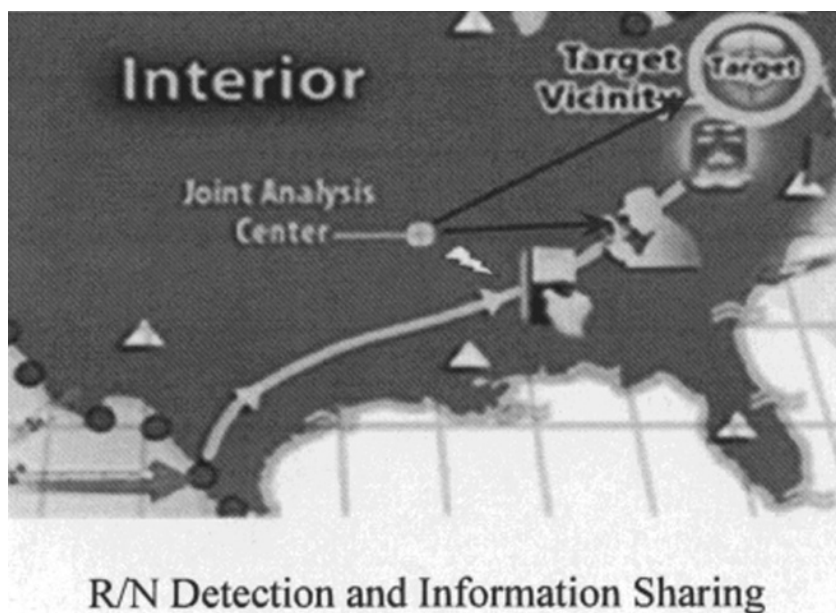 Interior
Target
Vicinity
Target
Joint Analysis
Center
R/N Detection and Information Sharing